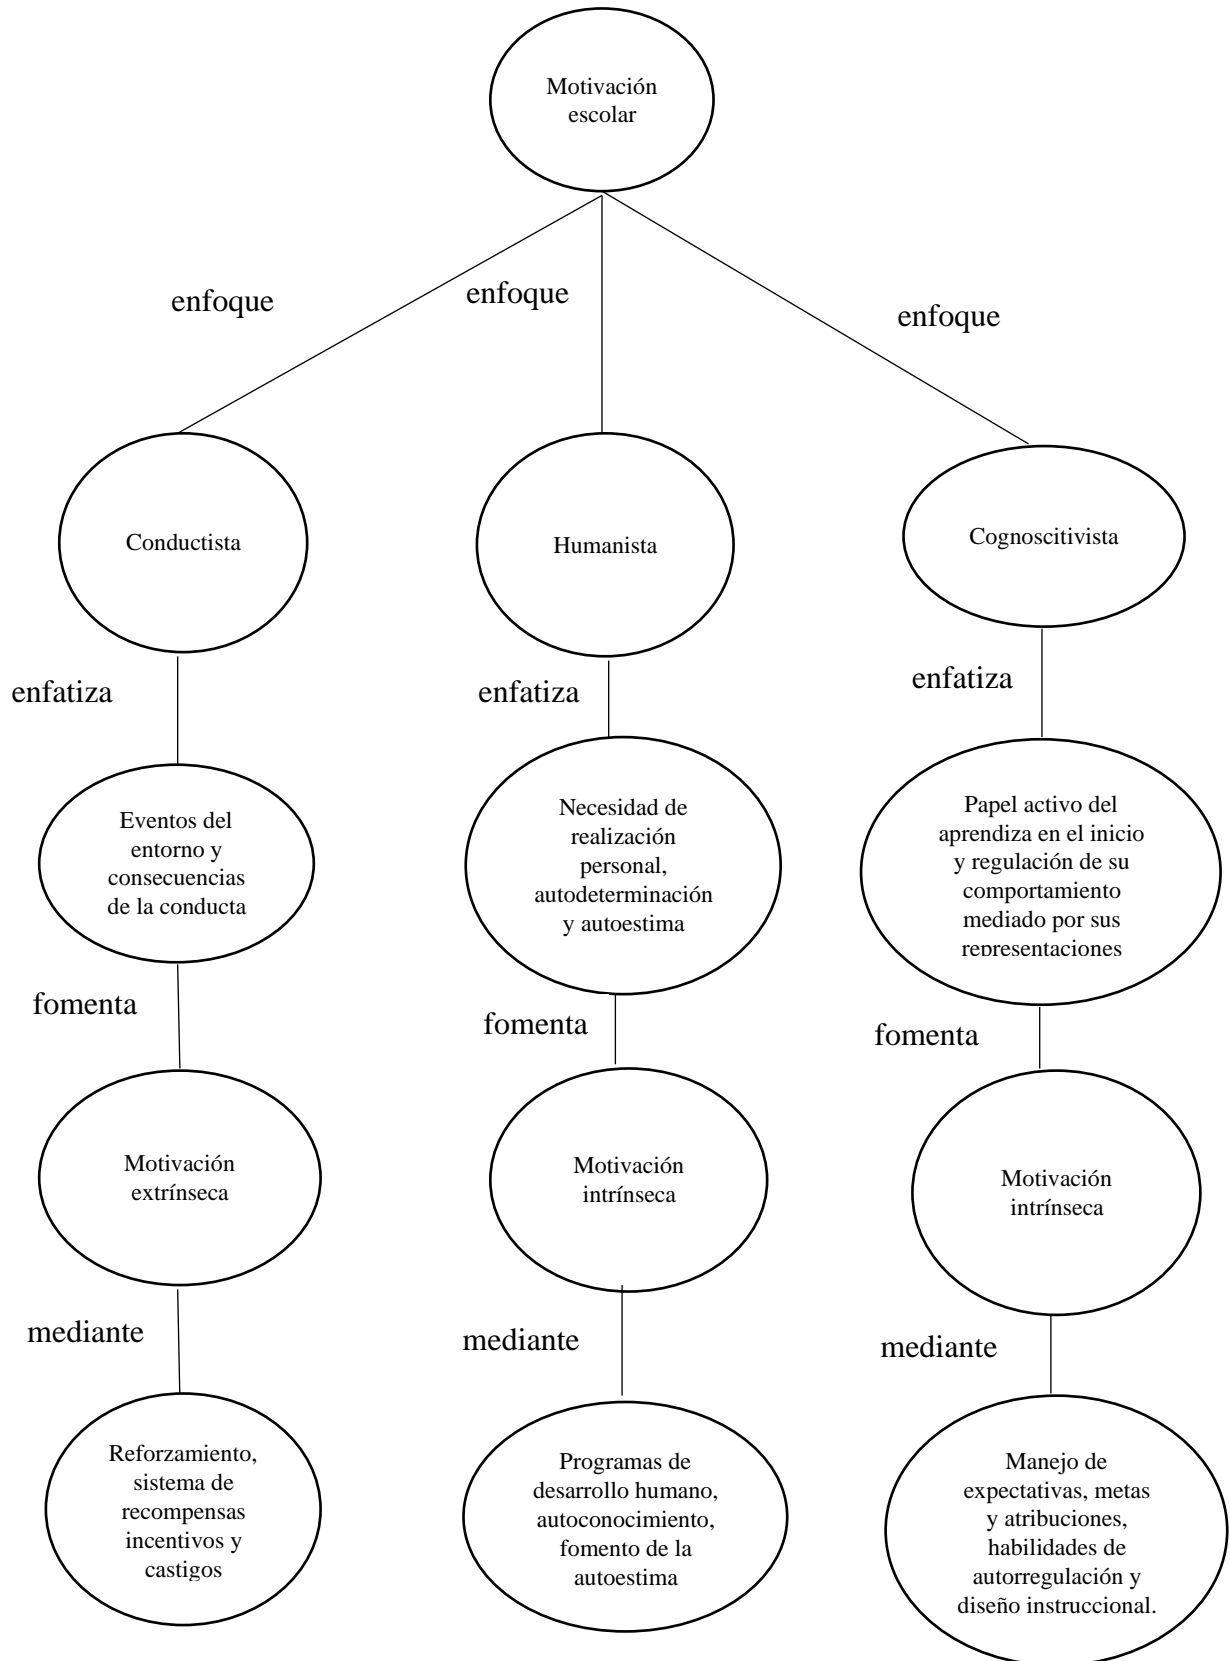 Motivación
escolar
enfoque
enfoque
enfoque
Conductista
Humanista
Cognoscitivista
enfatiza
enfatiza
enfatiza
Eventos del
entorno y
consecuencias
de la conducta
Necesidad de
realización
personal,
autodeterminación
y autoestima
Papel activo del
aprendiza en el inicio
y regulación de su
comportamiento
mediado por sus
representaciones
fomenta
fomenta
fomenta
Motivación
extrínseca
Motivación
intrínseca
Motivación
intrínseca
mediante
mediante
mediante
Reforzamiento,
sistema de
recompensas
incentivos y
castigos
Programas de
desarrollo humano,
autoconocimiento,
fomento de la
autoestima
Manejo de
expectativas, metas
y atribuciones,
habilidades de
autorregulación y
diseño instruccional.